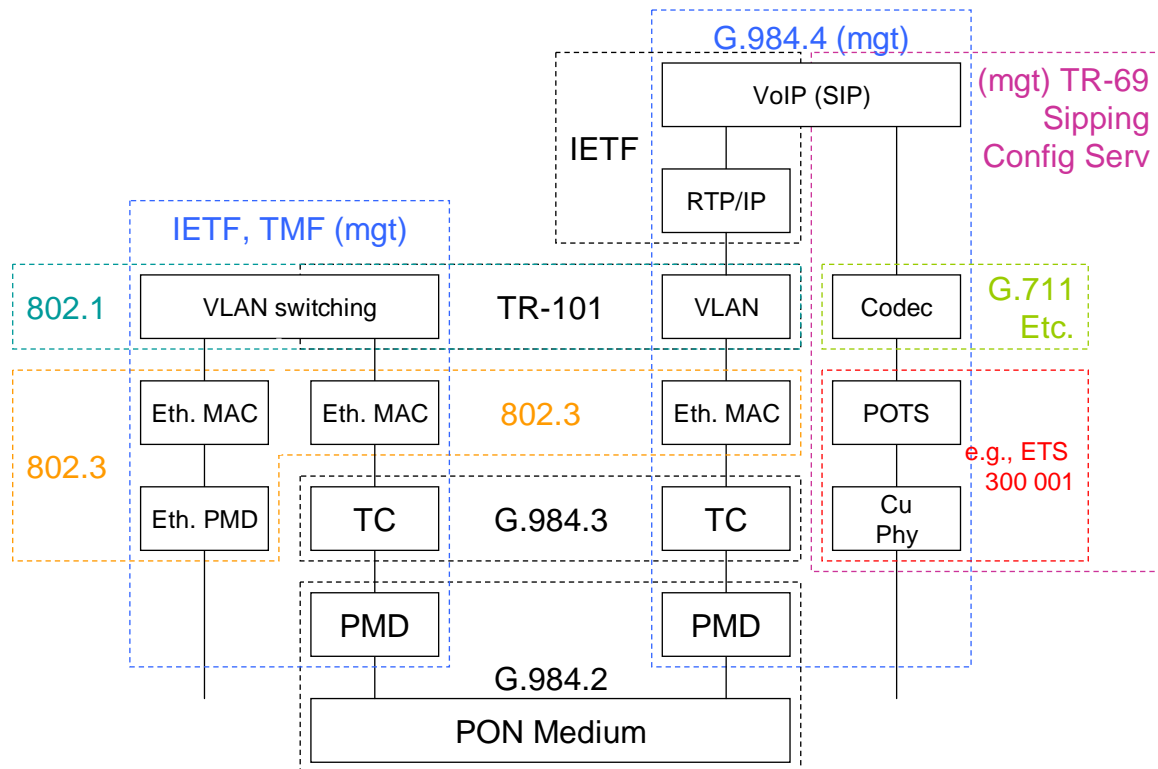 G.984.4 (mgt)
VoIP (SIP)
(mgt) TR-69
Sipping
Config Serv
IETF
RTP/IP
IETF, TMF (mgt)
802.1
VLAN switching
TR-101
VLAN
Codec
G.711
Etc.
Eth. MAC
Eth. MAC
802.3
Eth. MAC
POTS
802.3
e.g., ETS
300 001
Eth. PMD
TC
G.984.3
TC
Cu
Phy
PMD
PMD
G.984.2
PON Medium